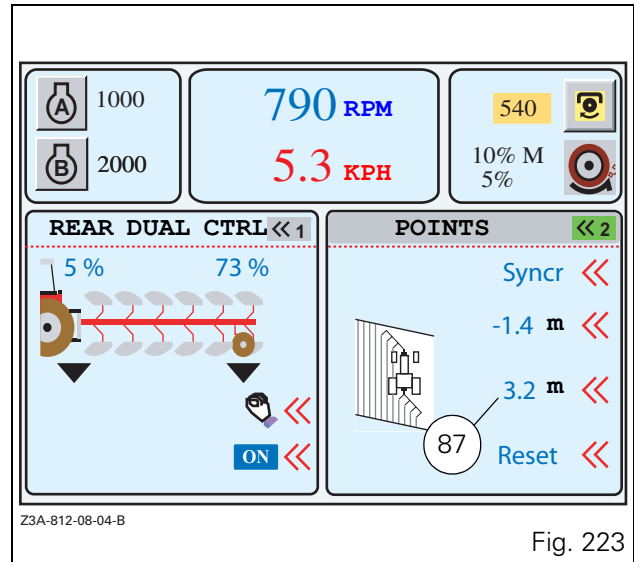 A 1000
B 2000
790 RPM
5.3 KPH
540
10% M
5%
REAR DUAL CTRL « 1
5 % 73 %
ON «
POINTS « 2
Syncr «
-1.4 m «
3.2 m «
87
Reset «
Z3A-812-08-04-B
Fig. 223